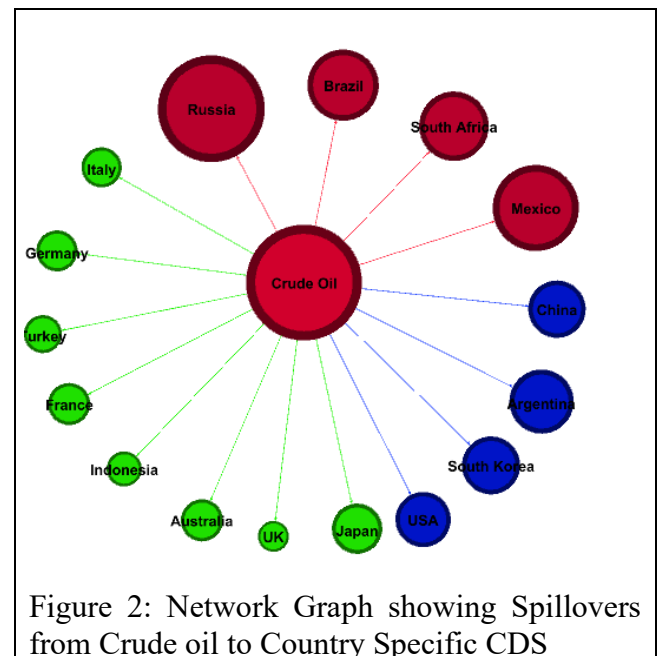 Russia
Brazil
South Africa
Mexico
Italy
Germany
Crude Oil
China
urkey
France
Argentina
Indonesia
South Korea
Australia
UK
Japan
USA
Figure 2: Network Graph showing Spillovers
from Crude oil to Country Specific CDS